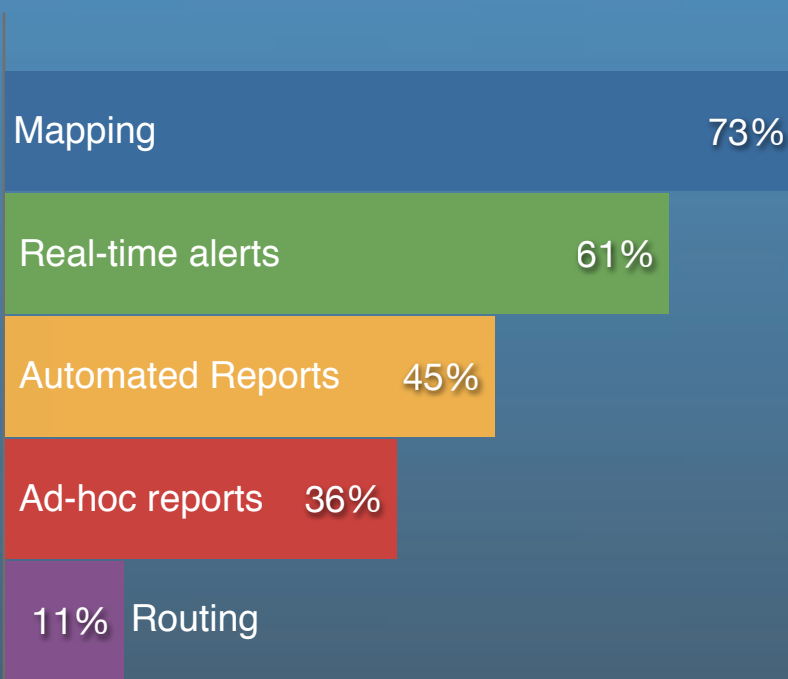 Mapping 73%
Real-time alerts 61%
Automated Reports 45%
Ad-hoc reports 36%
11% Routing